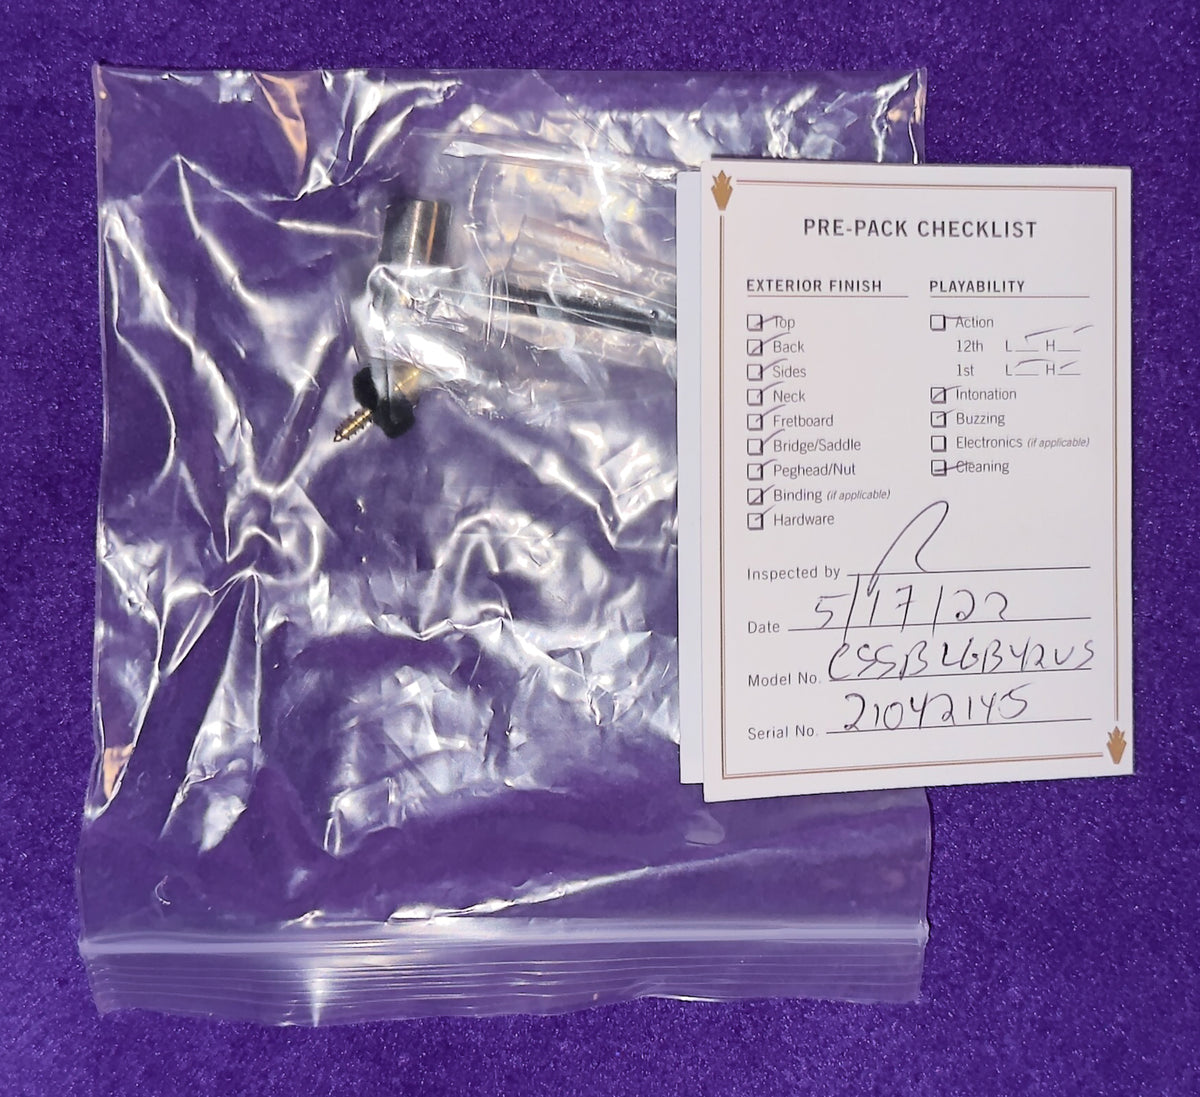 PRE-PACK CHECKLIST
EXTERIOR FINISH
Top
Back
Sides
Neck
Fretboard
Bridge/Saddle
Peghead/Nut
Binding (if applicable)
Hardware
PLAYABILITY
Action
12th L H
1st L H
Intonation
Buzzing
Electronics (if applicable)
Cleaning
Inspected by
Date 5/17/22
Model No.
Serial No. 21042145